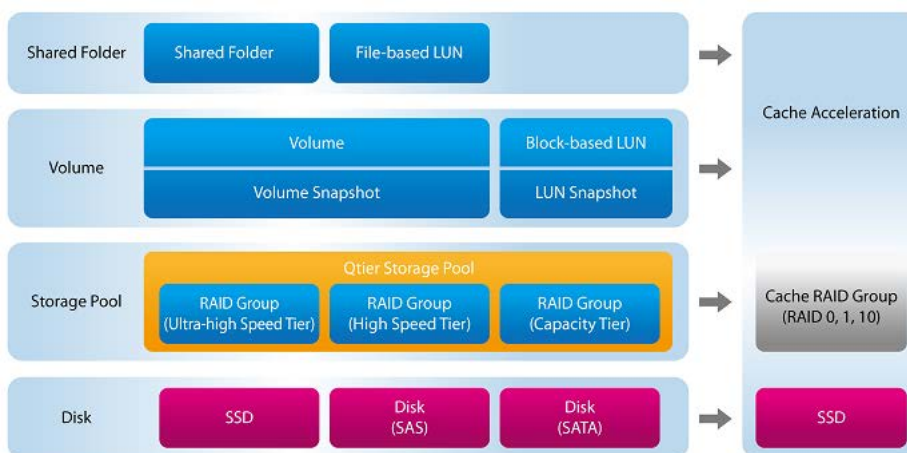 Shared Folder
Shared Folder
File-based LUN
Volume
Volume
Block-based LUN
Volume Snapshot
LUN Snapshot
Storage Pool
Qtier Storage Pool
RAID Group
(Ultra-high Speed Tier)
RAID Group
(High Speed Tier)
RAID Group
(Capacity Tier)
Disk
SSD
Disk
(SAS)
Disk
(SATA)
Cache Acceleration
Cache RAID Group
(RAID 0, 1, 10)
SSD